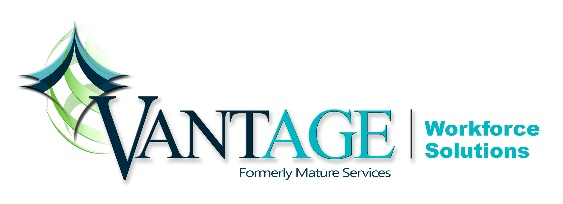 VANTAGE
Formerly Mature Services
Workforce
Solutions